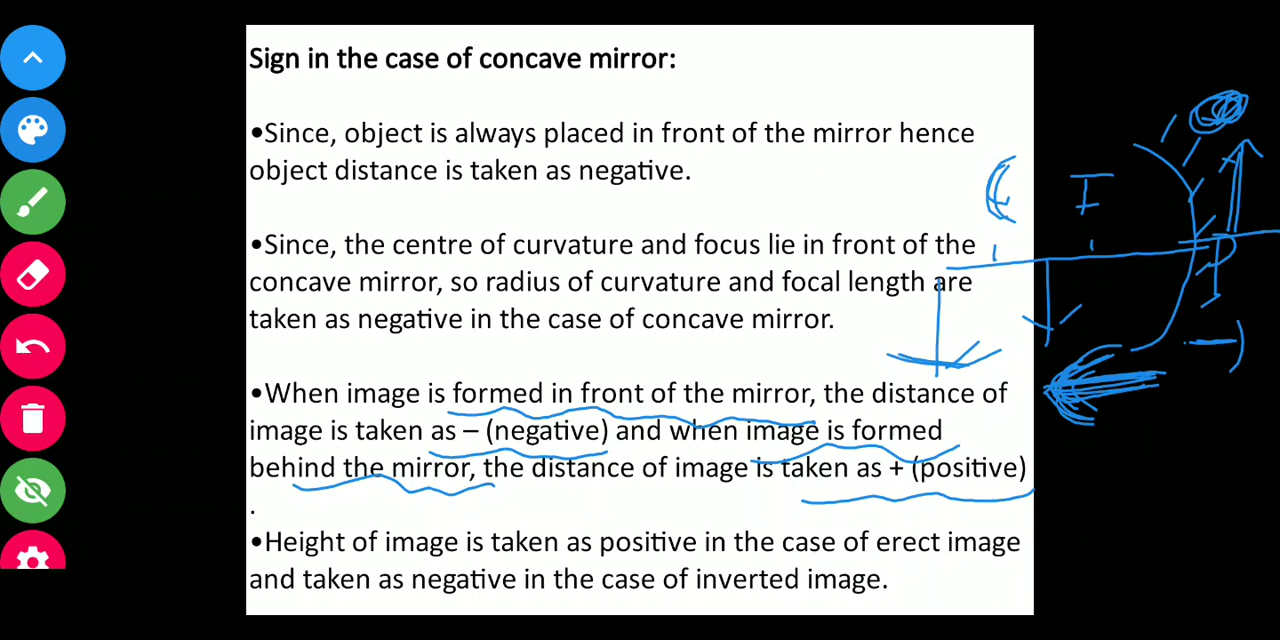 Sign in the case of concave mirror:
•Since, object is always placed in front of the mirror hence
object distance is taken as negative.
•Since, the centre of curvature and focus lie in front of the
concave mirror, so radius of curvature and focal length are
taken as negative in the case of concave mirror.
•When image is formed in front of the mirror, the distance of
image is taken as – (negative) and when image is formed
behind the mirror, the distance of image is taken as + (positive)
.
•Height of image is taken as positive in the case of erect image
and taken as negative in the case of inverted image.
C
F
P